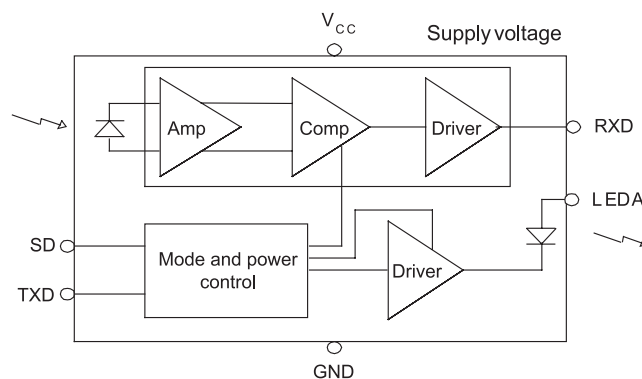 VCC
Supply voltage
Amp
Comp
Driver
RXD
LEDA
SD
Mode and power
control
Driver
TXD
GND